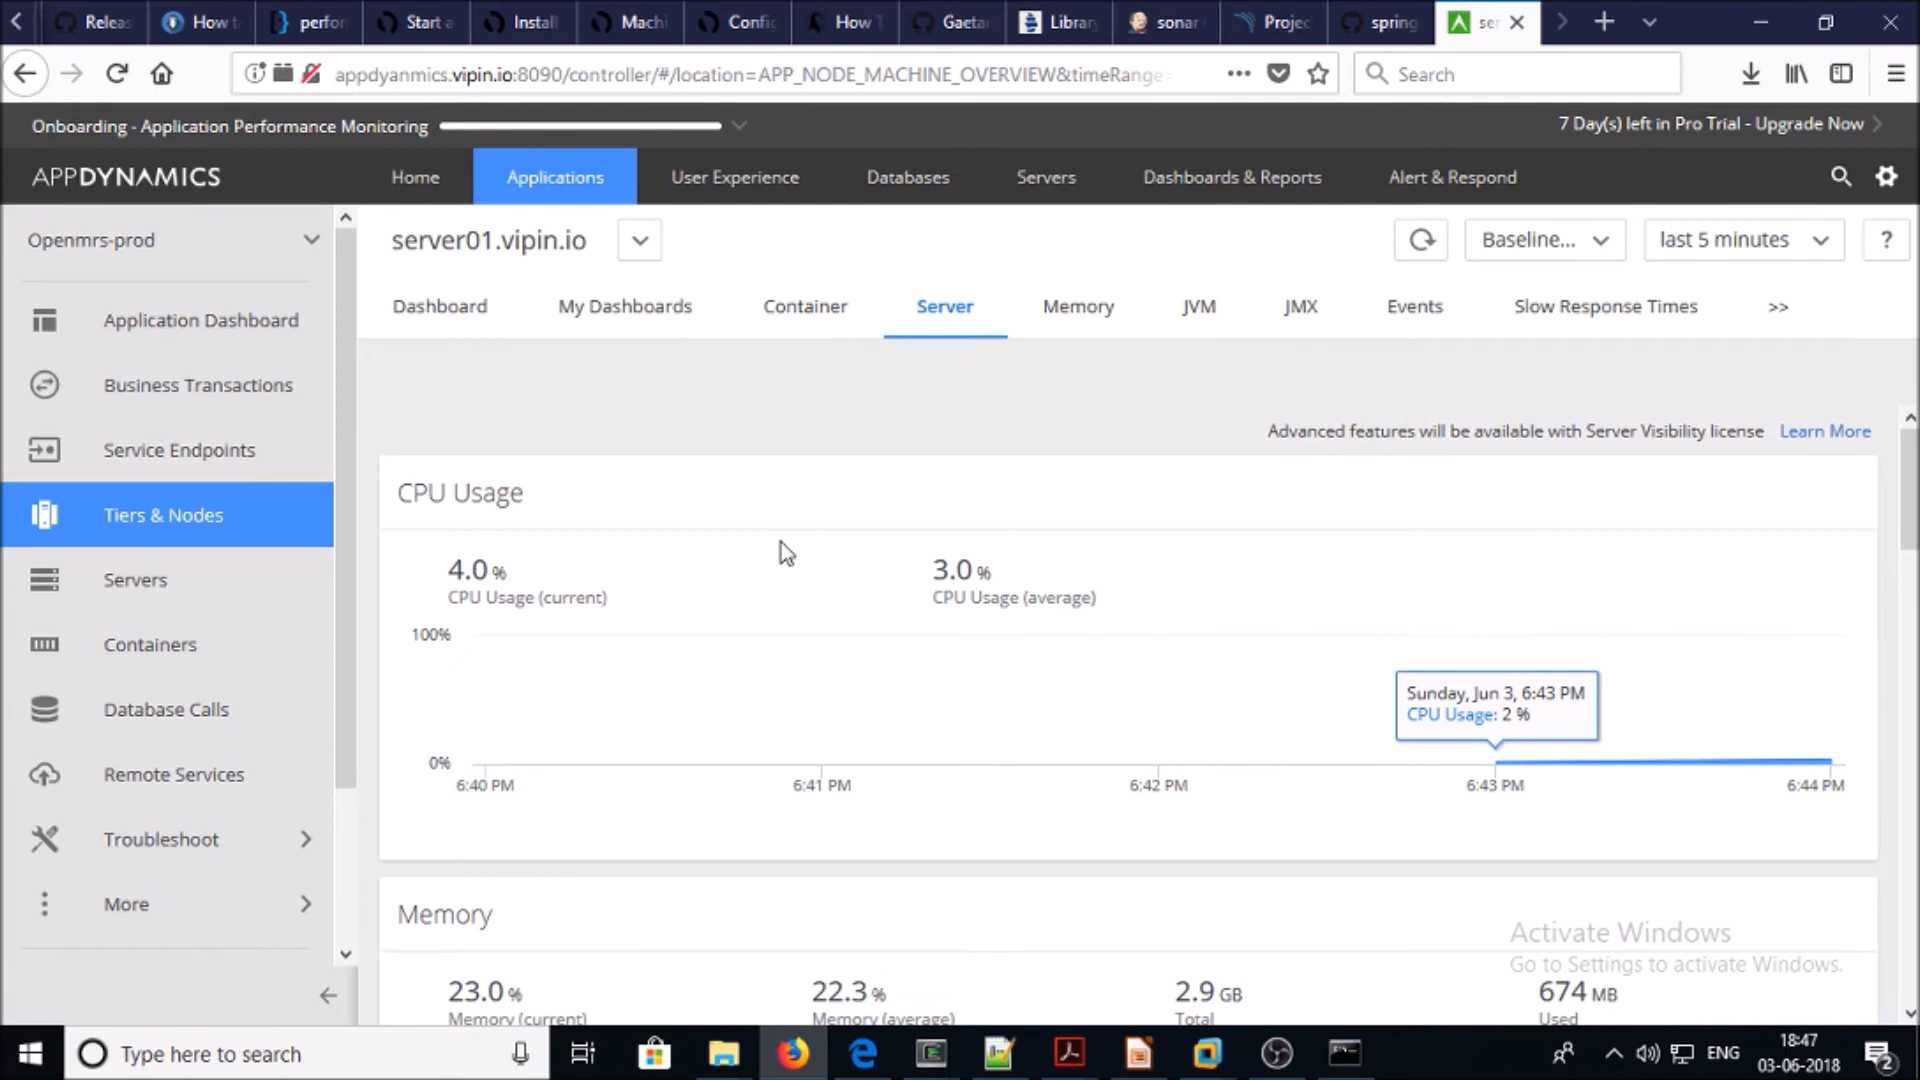 Releas
How t
perfor
Start a
Install
Machi
Config
How T
Gaetan
Library
sonar
Projec
spring
ser
appdyanmics.vipin.io:8090/controller/#/location=APP_NODE_MACHINE_OVERVIEW&timeRange=
Search
Onboarding - Application Performance Monitoring
7 Day(s) left in Pro Trial - Upgrade Now
APPDYNAMICS
Home
Applications
User Experience
Databases
Servers
Dashboards & Reports
Alert & Respond
Openmrs-prod
server01.vipin.io
Baseline...
last 5 minutes
?
Dashboard
My Dashboards
Container
Server
Memory
JVM
JMX
Events
Slow Response Times
>>
Application Dashboard
Business Transactions
Service Endpoints
Tiers & Nodes
Servers
Containers
Database Calls
Remote Services
Troubleshoot
More
Advanced features will be available with Server Visibility license Learn More
CPU Usage
4.0 %
CPU Usage (current)
3.0 %
CPU Usage (average)
100%
Sunday, Jun 3, 6:43 PM
CPU Usage: 2 %
0%
6:40 PM
6:41 PM
6:42 PM
6:43 PM
6:44 PM
Memory
23.0 %
Memory (current)
22.3 %
Memory (average)
2.9 GB
Total
674 MB
Used
Activate Windows
Go to Settings to activate Windows.
Type here to search
ENG
18:47
03-06-2018
2